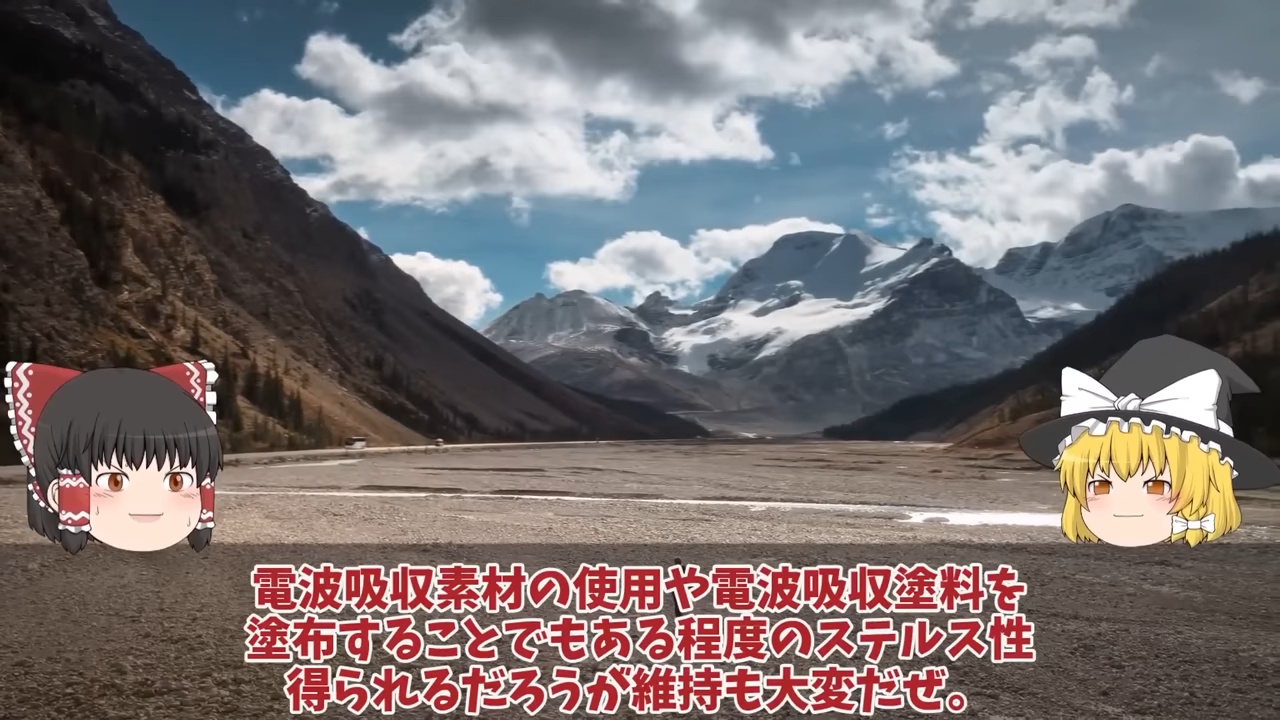 電波吸収素材の使用や電波吸収塗料を
塗布することでもある程度のステルス性
得られるだろうが維持も大変だぜ。